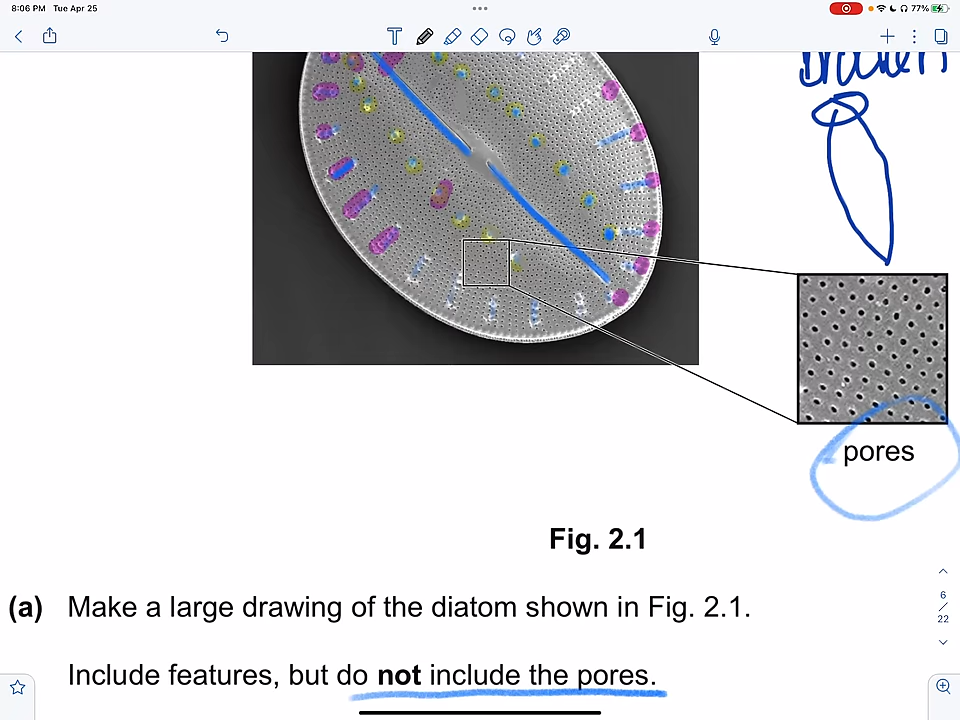 8:06 PM Tue Apr 25
77%
pores
Fig. 2.1
6
/
22
(a) Make a large drawing of the diatom shown in Fig. 2.1.
Include features, but do not include the pores.